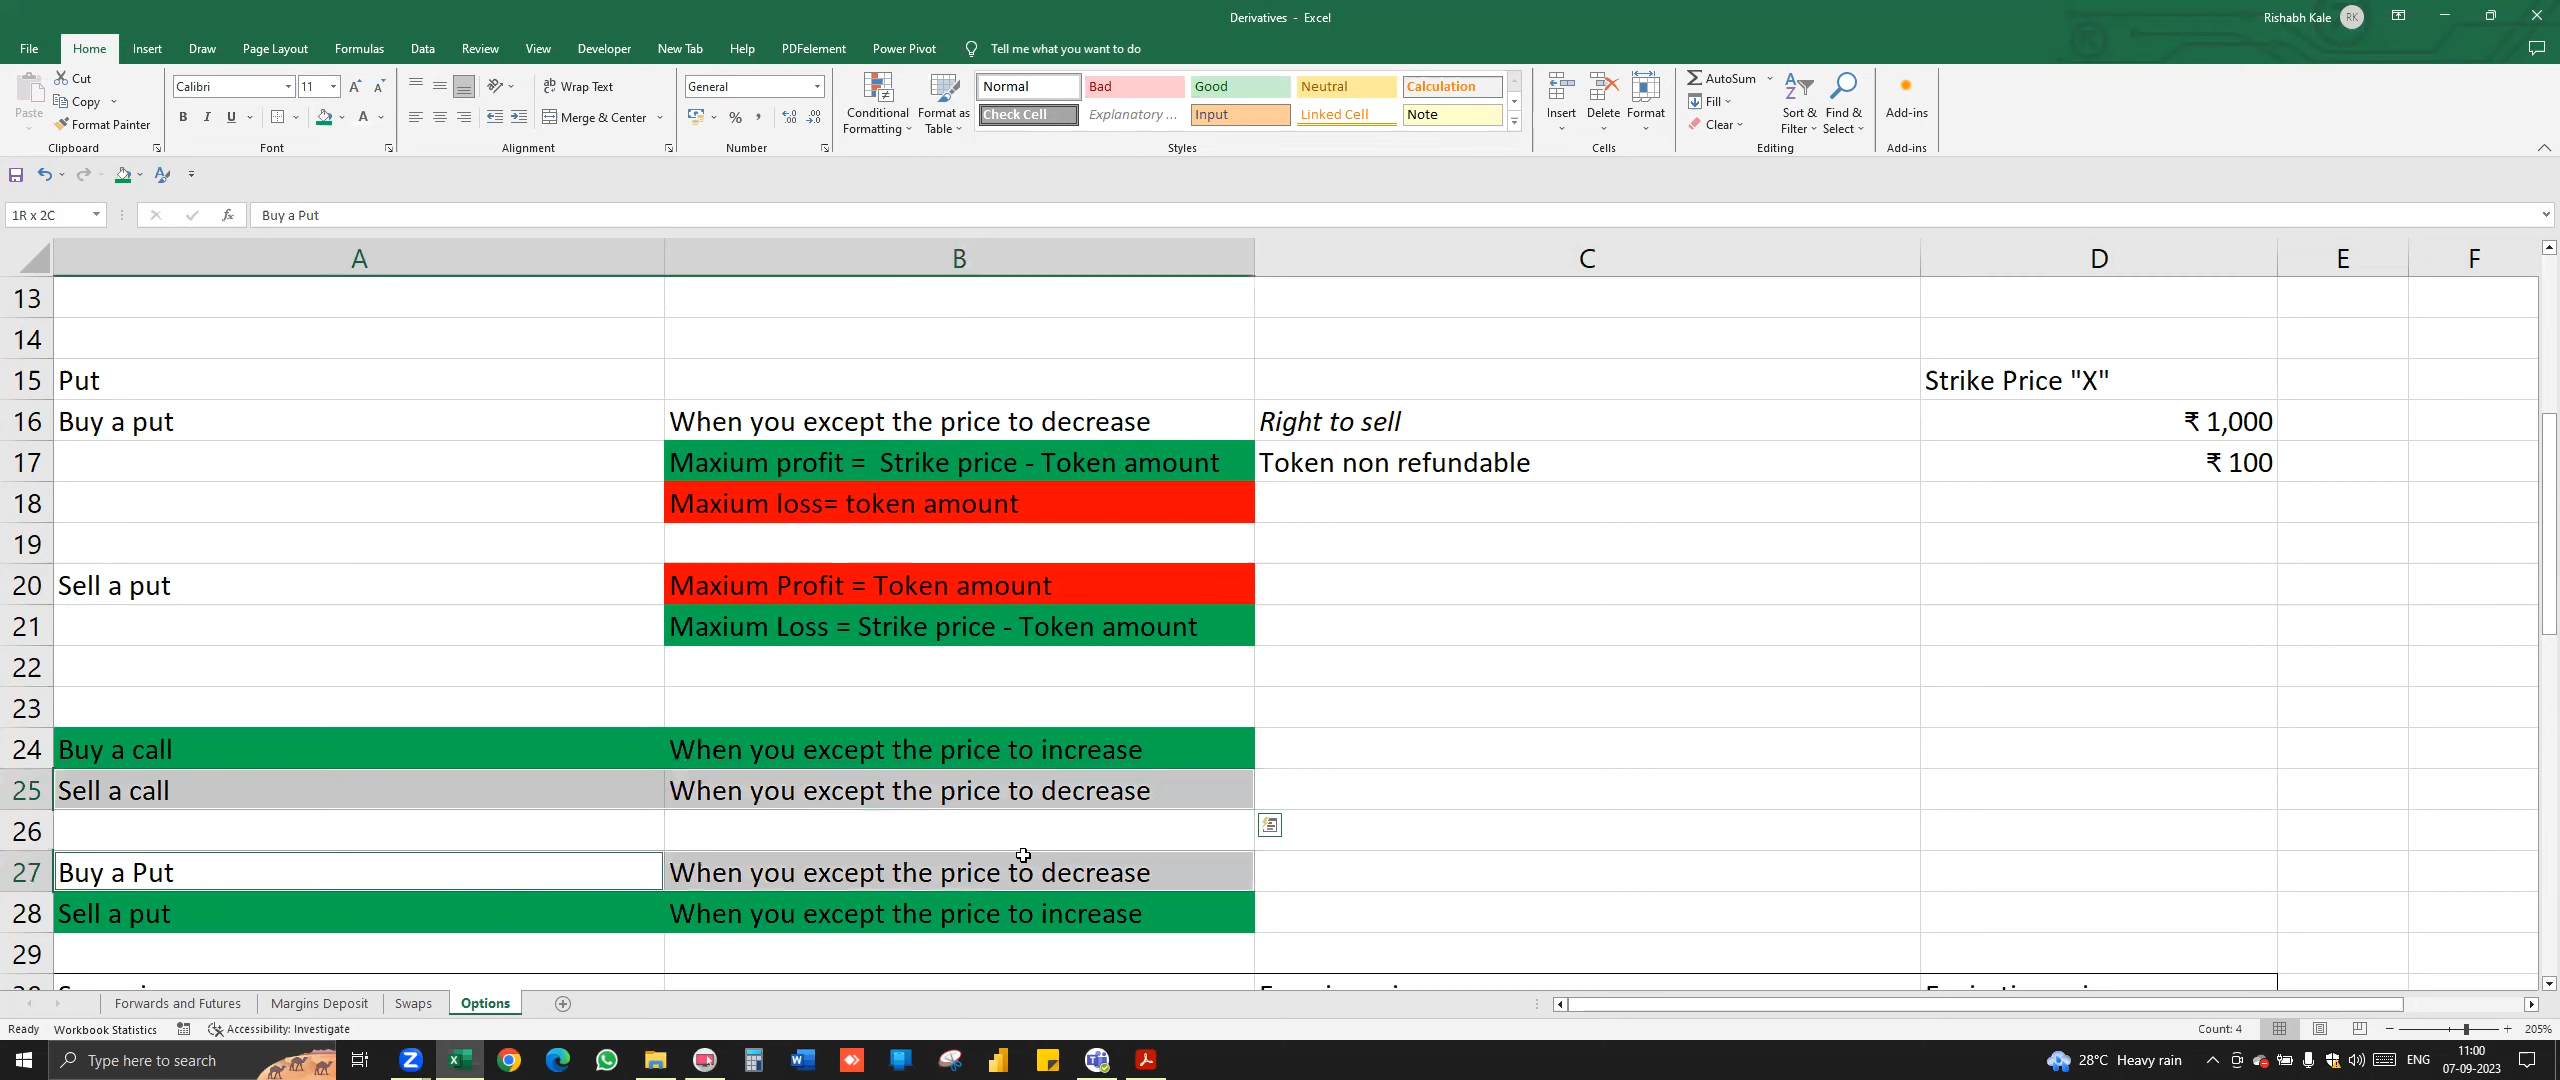 Derivatives - Excel
Rishabh Kale RK
File Home Insert Draw Page Layout Formulas Data Review View Developer New Tab Help PDFelement Power Pivot Tell me what you want to do
Paste Cut Copy Format Painter
Calibri 11
B I U
ab Wrap Text
Merge & Center
General
% ,
Conditional Formatting
Format as Table
Normal Bad Good Neutral Calculation
Check Cell Explanatory ... Input Linked Cell Note
Insert Delete Format
AutoSum
Fill
Clear
Sort & Filter
Find & Select
Add-ins
Clipboard Font Alignment Number Styles Cells Editing Add-ins
1R x 2C fx Buy a Put
A B C D E F
13
14
15 Put Strike Price "X"
16 Buy a put When you except the price to decrease Right to sell ₹ 1,000
17 Maxium profit = Strike price - Token amount Token non refundable ₹ 100
18 Maxium loss= token amount
19
20 Sell a put Maxium Profit = Token amount
21 Maxium Loss = Strike price - Token amount
22
23
24 Buy a call When you except the price to increase
25 Sell a call When you except the price to decrease
26
27 Buy a Put When you except the price to decrease
28 Sell a put When you except the price to increase
29
Forwards and Futures Margins Deposit Swaps Options
Ready Workbook Statistics Accessibility: Investigate Count: 4 205%
Type here to search 28°C Heavy rain ENG 11:00
07-09-2023